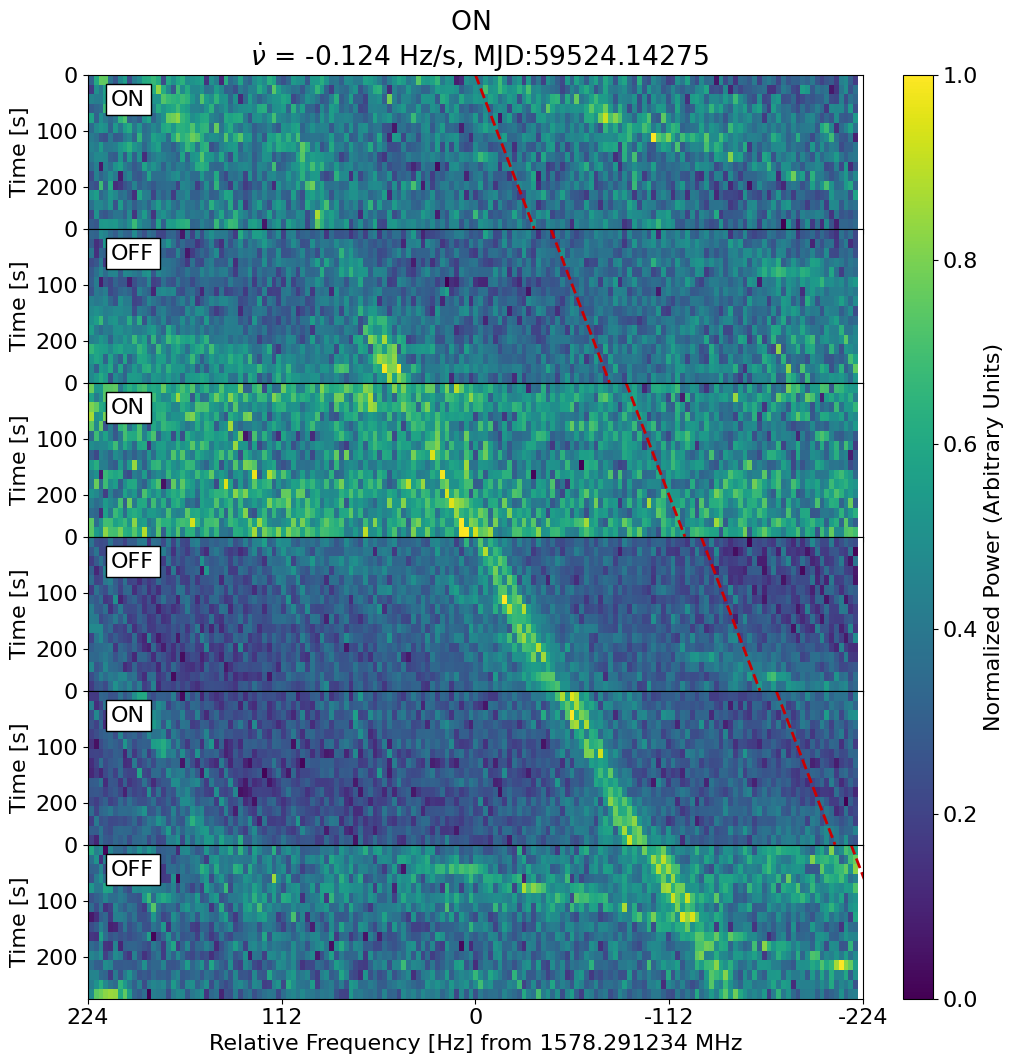 ON
ν̇ = -0.124 Hz/s, MJD:59524.14275
0
ON
100
200
Time [s]
0
OFF
100
200
Time [s]
0
ON
100
200
Time [s]
0
OFF
100
200
Time [s]
0
ON
100
200
Time [s]
0
OFF
100
200
Time [s]
224 112 0 -112 -224
Relative Frequency [Hz] from 1578.291234 MHz
1.0
0.8
0.6
0.4
0.2
0.0
Normalized Power (Arbitrary Units)